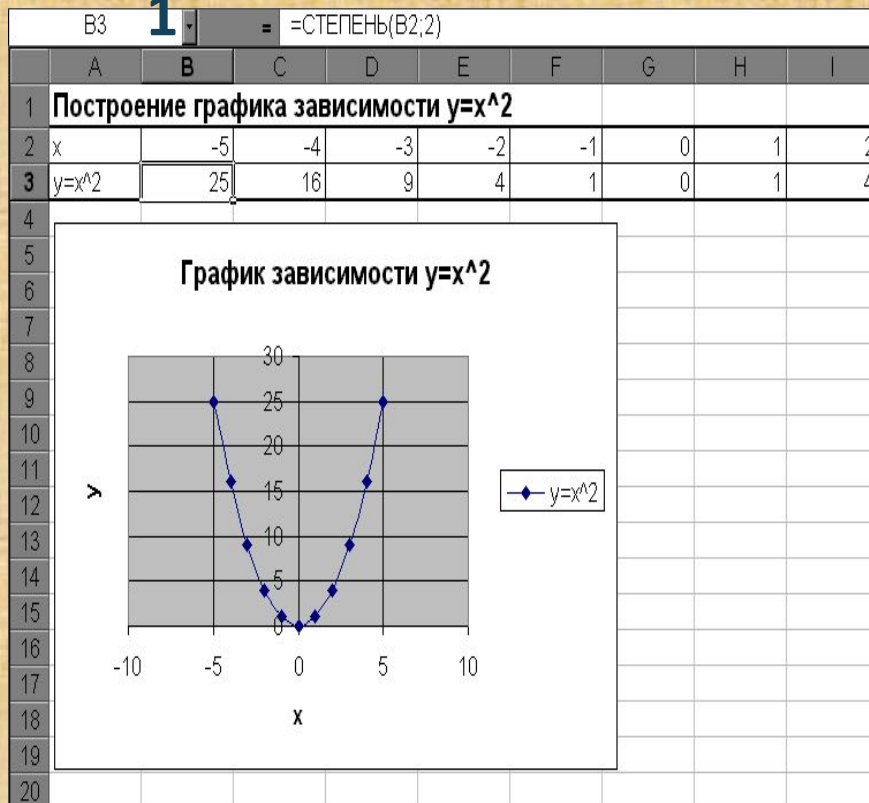 1
B3 = =СТЕПЕНЬ(B2;2)
A B C D E F G H I
1 Построение графика зависимости y=x^2
2 x -5 -4 -3 -2 -1 0 1 2
3 y=x^2 25 16 9 4 1 0 1 4
4
5
График зависимости y=x^2
6
7
8
30
9
25
10
20
11
y
15
y=x^2
12
13
10
14
5
15
0
16
-10 -5 0 5 10
17
18
x
19
20